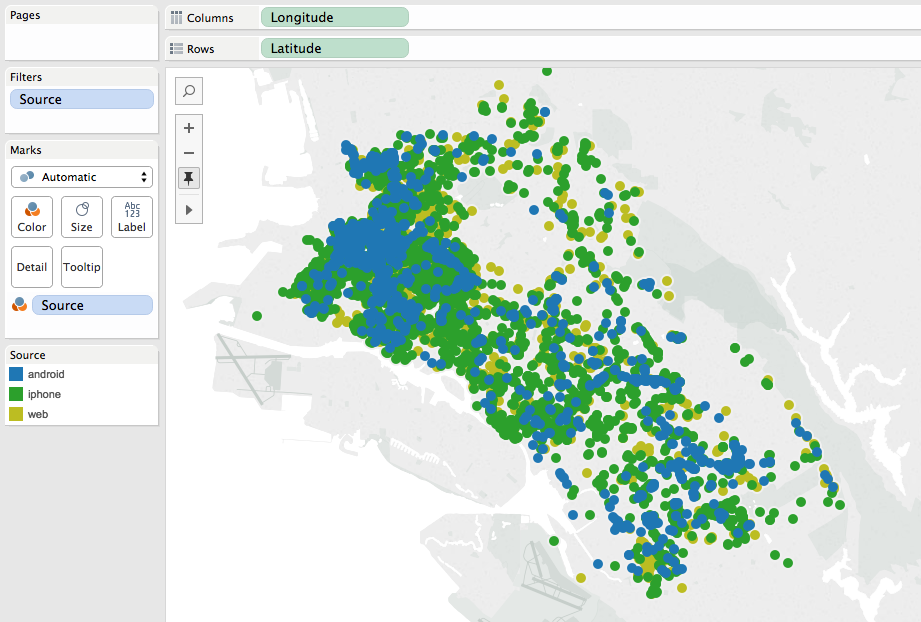 Pages
Columns
Longitude
Rows
Latitude
Filters
Source
Marks
Automatic
Color
Size
Abc
123
Label
Detail
Tooltip
Source
Source
android
iphone
web